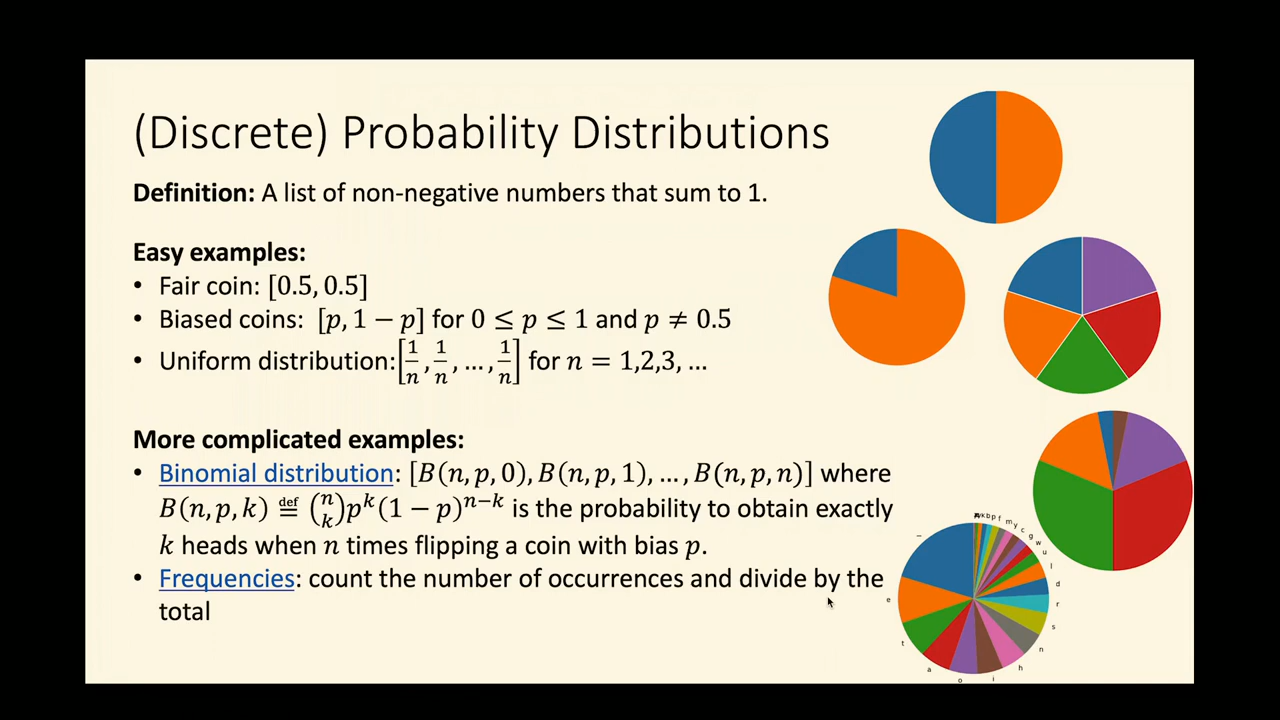 (Discrete) Probability Distributions
Definition: A list of non-negative numbers that sum to 1.
Easy examples:
• Fair coin: [0.5, 0.5]
• Biased coins: [p, 1 − p] for 0 ≤ p ≤ 1 and p ≠ 0.5
• Uniform distribution: [1/n, 1/n, …, 1/n] for n = 1,2,3, …
More complicated examples:
• Binomial distribution: [B(n, p, 0), B(n, p, 1), …, B(n, p, n)] where
B(n, p, k) ≝ (n k) p^k (1 − p)^{n−k} is the probability to obtain exactly
k heads when n times flipping a coin with bias p.
• Frequencies: count the number of occurrences and divide by the
total
_
e
t
a
o
i
h
n
s
r
d
l
u
w
g
c
y
m
f
p
b
k